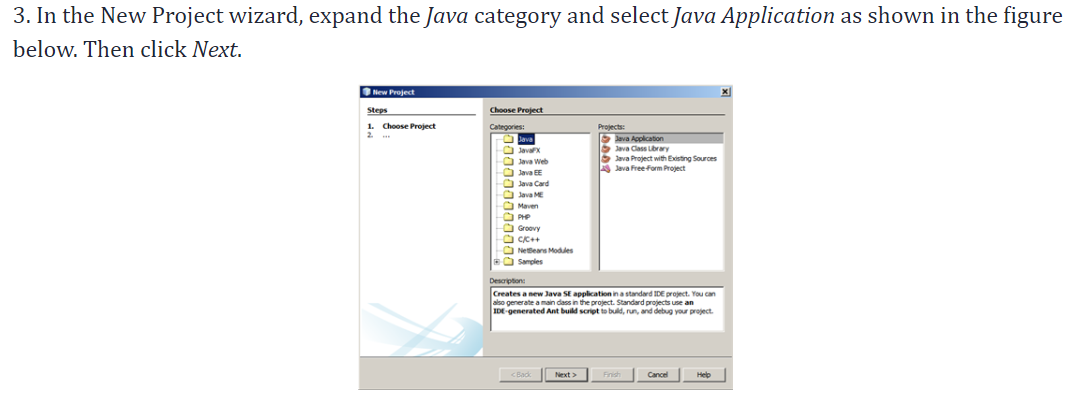 3. In the New Project wizard, expand the Java category and select Java Application as shown in the figure
below. Then click Next.
New Project
Steps
1. Choose Project
2. ...
Choose Project
Categories:
Java
JavaFX
Java Web
Java EE
Java Card
Java ME
Maven
PHP
Groovy
C/C++
NetBeans Modules
Samples
Projects:
Java Application
Java Class Library
Java Project with Existing Sources
Java Free-Form Project
Description:
Creates a new Java SE application in a standard IDE project. You can
also generate a main class in the project. Standard projects use an
IDE-generated Ant build script to build, run, and debug your project.
< Back
Next >
Finish
Cancel
Help